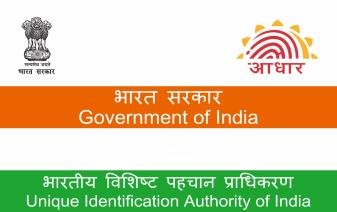 सत्यमेव जयते
भारत सरकार
आधार
भारत सरकार
Government of India
भारतीय विशिष्ट पहचान प्राधिकरण
Unique Identification Authority of India